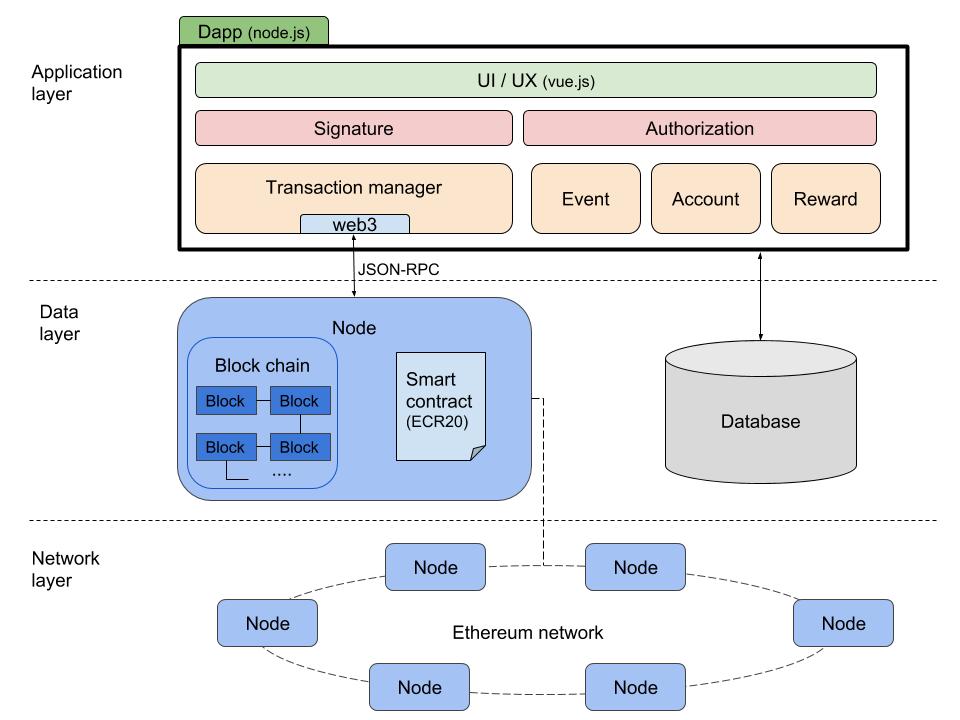 Dapp (node.js)
Application
layer
UI / UX (vue.js)
Signature
Authorization
Transaction manager
web3
Event
Account
Reward
JSON-RPC
Data
layer
Node
Block chain
Block
Block
Block
Block
....
Smart
contract
(ECR20)
Database
Network
layer
Node
Node
Node
Ethereum network
Node
Node
Node